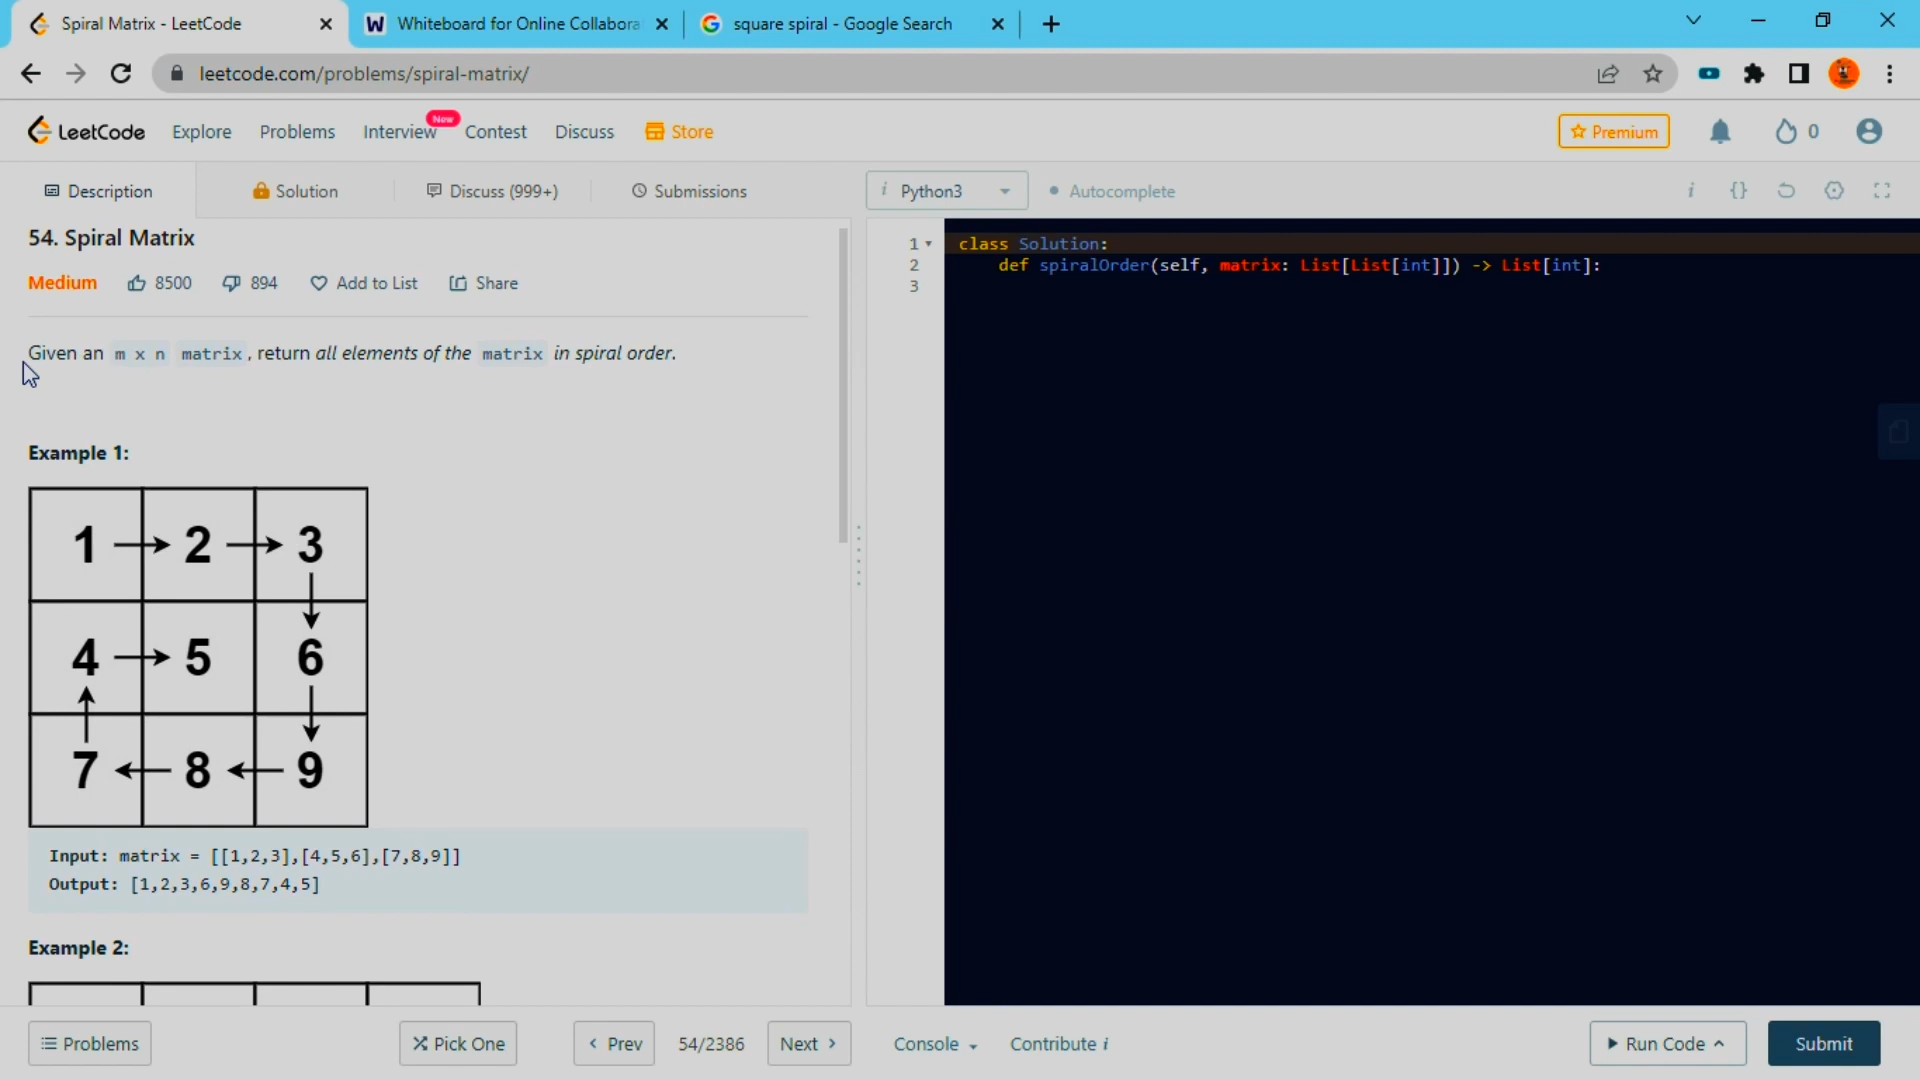 Spiral Matrix - LeetCode
Whiteboard for Online Collabora
square spiral - Google Search
leetcode.com/problems/spiral-matrix/
LeetCode Explore Problems Interview New Contest Discuss Store Premium 0
Description Solution Discuss (999+) Submissions
i Python3 Autocomplete i {}
54. Spiral Matrix
Medium 8500 894 Add to List Share
Given an m x n matrix, return all elements of the matrix in spiral order.
Example 1:
1 2 3
4 5 6
7 8 9
Input: matrix = [[1,2,3],[4,5,6],[7,8,9]]
Output: [1,2,3,6,9,8,7,4,5]
Example 2:
1 class Solution:
2 def spiralOrder(self, matrix: List[List[int]]) -> List[int]:
3
Problems Pick One Prev 54/2386 Next Console Contribute i Run Code Submit